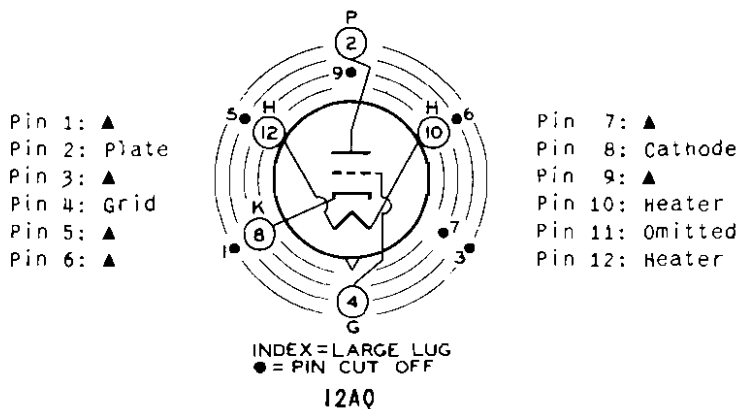 P
2
9
5
H
12
H
10
6
K
8
1
7
3
4
G
Pin 1: ▲
Pin 2: Plate
Pin 3: ▲
Pin 4: Grid
Pin 5: ▲
Pin 6: ▲
Pin 7: ▲
Pin 8: Cathode
Pin 9: ▲
Pin 10: Heater
Pin 11: Omitted
Pin 12: Heater
INDEX=LARGE LUG
●=PIN CUT OFF
12AQ